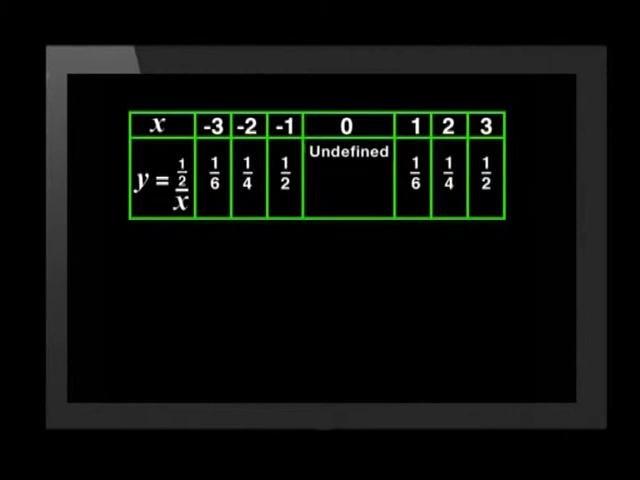 x -3 -2 -1 0 1 2 3
y = 1/2/x 1/6 1/4 1/2 Undefined 1/6 1/4 1/2